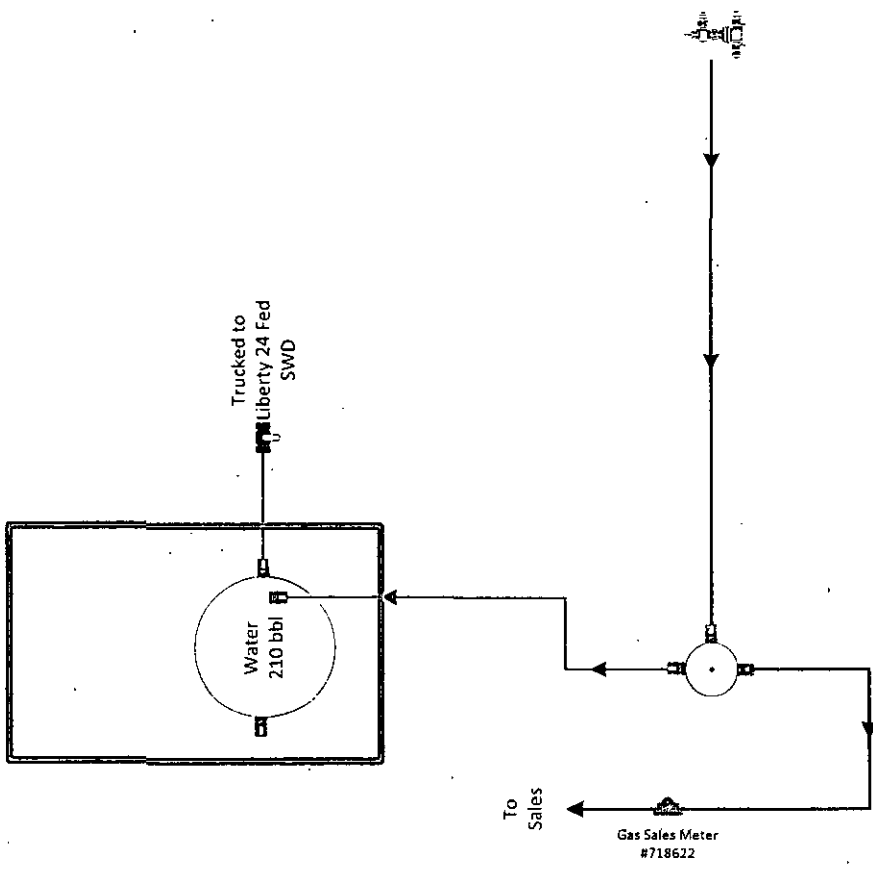 Trucked to
Liberty 24 Fed
SWD
Water
210 bbl
To
Sales
Gas Sales Meter
#718622